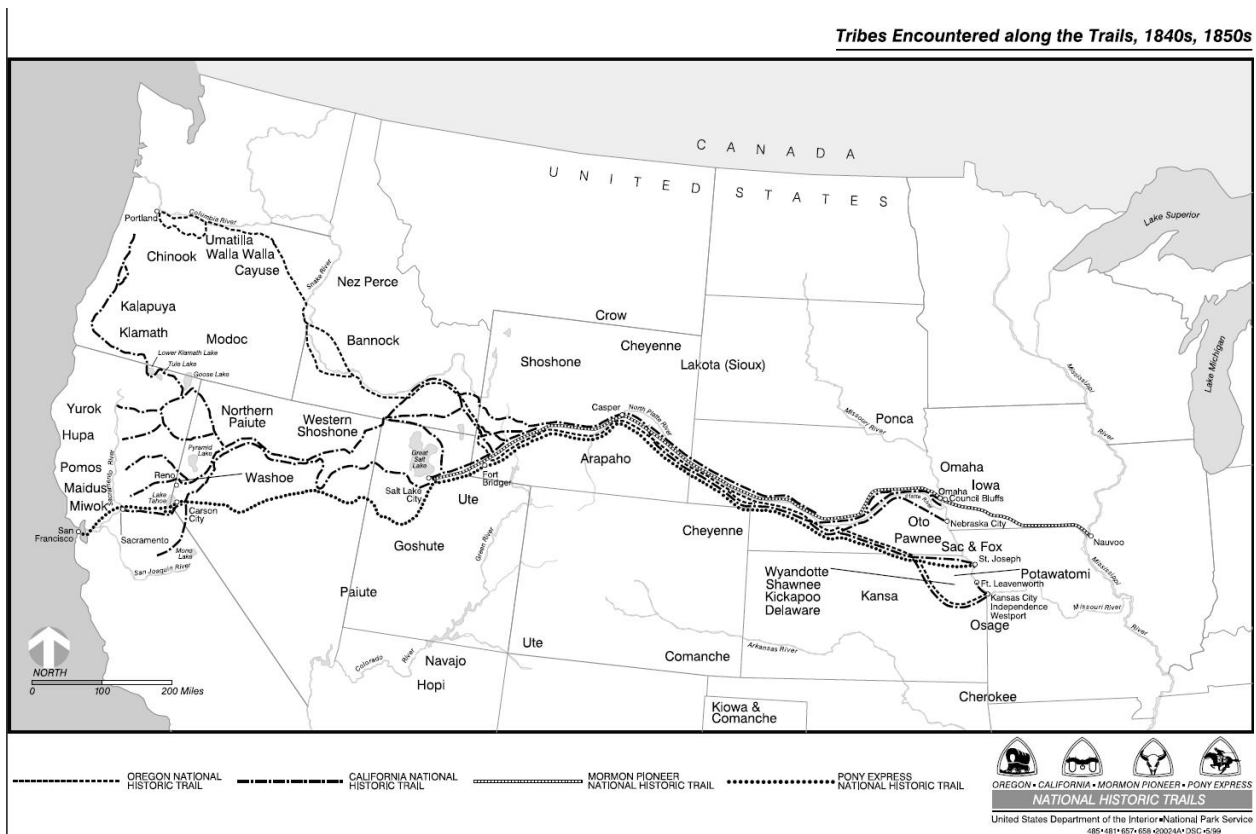 Tribes Encountered along the Trails, 1840s, 1850s
CANADA
UNITED STATES
Lake Superior
Lake Michigan
Portland
Columbia River
Umatilla
Walla Walla
Cayuse
Chinook
Snake River
Nez Perce
Kalapuya
Klamath
Modoc
Bannock
Crow
Cheyenne
Shoshone
Lakota (Sioux)
Lower Klamath Lake
Tule Lake
Goose Lake
Mississippi
River
Missouri River
Ponca
Yurok
Hupa
Pomos
Maidus
Miwok
Northern
Paiute
Western
Shoshone
Casper
North Platte River
Arapaho
Pyramid
Lake
Reno
Washoe
Great
Salt
Lake
Fort
Bridger
Salt Lake
City
Ute
Omaha
Iowa
Omaha
Council Bluffs
Platte River
Nebraska City
Nauvoo
Sacramento River
Lake
Tahoe
Carson
City
San
Francisco
Sacramento
Mono
Lake
San Joaquin River
Goshute
Green River
Cheyenne
Oto
Pawnee
Sac & Fox
St. Joseph
Wyandotte
Shawnee
Kickapoo
Delaware
Kansa
Potawatomi
Ft. Leavenworth
Kansas City
Independence
Westport
Osage
Mississippi
Missouri River
River
Paiute
Ute
Colorado River
Navajo
Hopi
Comanche
Arkansas River
Cherokee
Kiowa &
Comanche
NORTH
0 100 200 Miles
OREGON NATIONAL
HISTORIC TRAIL
CALIFORNIA NATIONAL
HISTORIC TRAIL
MORMON PIONEER
NATIONAL HISTORIC TRAIL
PONY EXPRESS
NATIONAL HISTORIC TRAIL
OREGON • CALIFORNIA • MORMON PIONEER • PONY EXPRESS
NATIONAL HISTORIC TRAILS
United States Department of the Interior•National Park Service
485•481•657•658•20024A•DSC•5/99